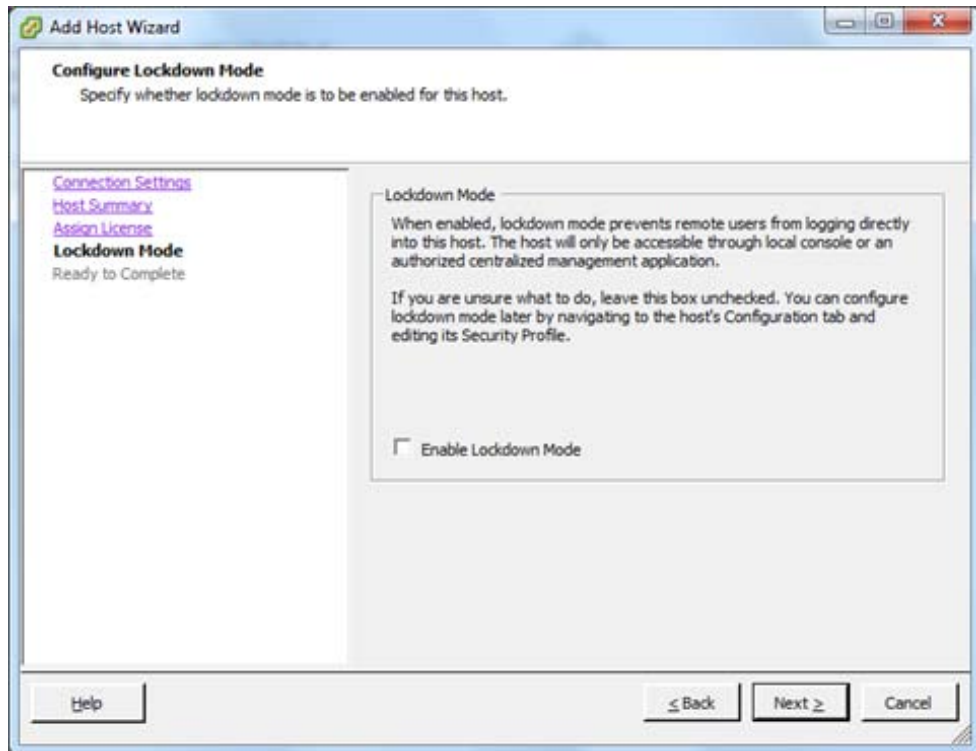 Add Host Wizard
Configure Lockdown Mode
Specify whether lockdown mode is to be enabled for this host.
Connection Settings
Host Summary
Assign License
Lockdown Mode
Ready to Complete
Lockdown Mode
When enabled, lockdown mode prevents remote users from logging directly
into this host. The host will only be accessible through local console or an
authorized centralized management application.
If you are unsure what to do, leave this box unchecked. You can configure
lockdown mode later by navigating to the host's Configuration tab and
editing its Security Profile.
Enable Lockdown Mode
Help
< Back
Next >
Cancel